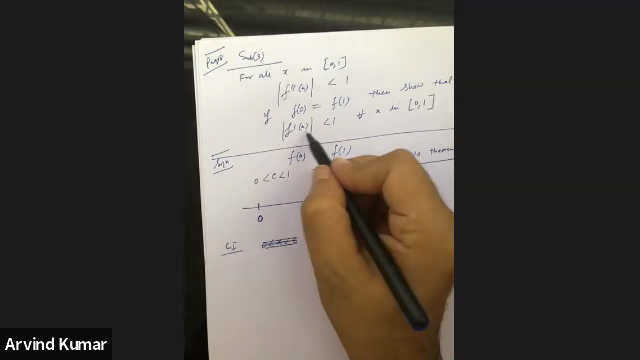 Sub(3)
For all x in [0,1]
|f''(x)| < 1
if f(0) = f(1) then show that
|f'(x)| < 1 ∀ x in [0,1]
Solⁿ
f(0) f(1)
0 < c < 1 theorem
0
C I
Arvind Kumar